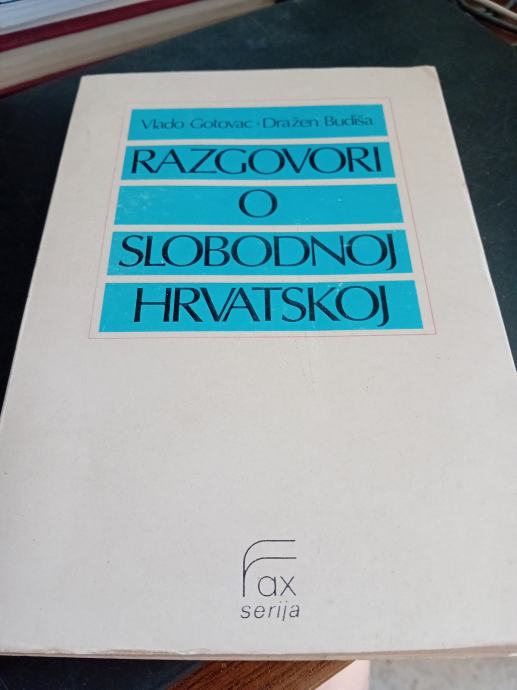 Vlado Gotovac · Dražen Budiša
RAZGOVORI
O
SLOBODNOJ
HRVATSKOJ
Fax
serija